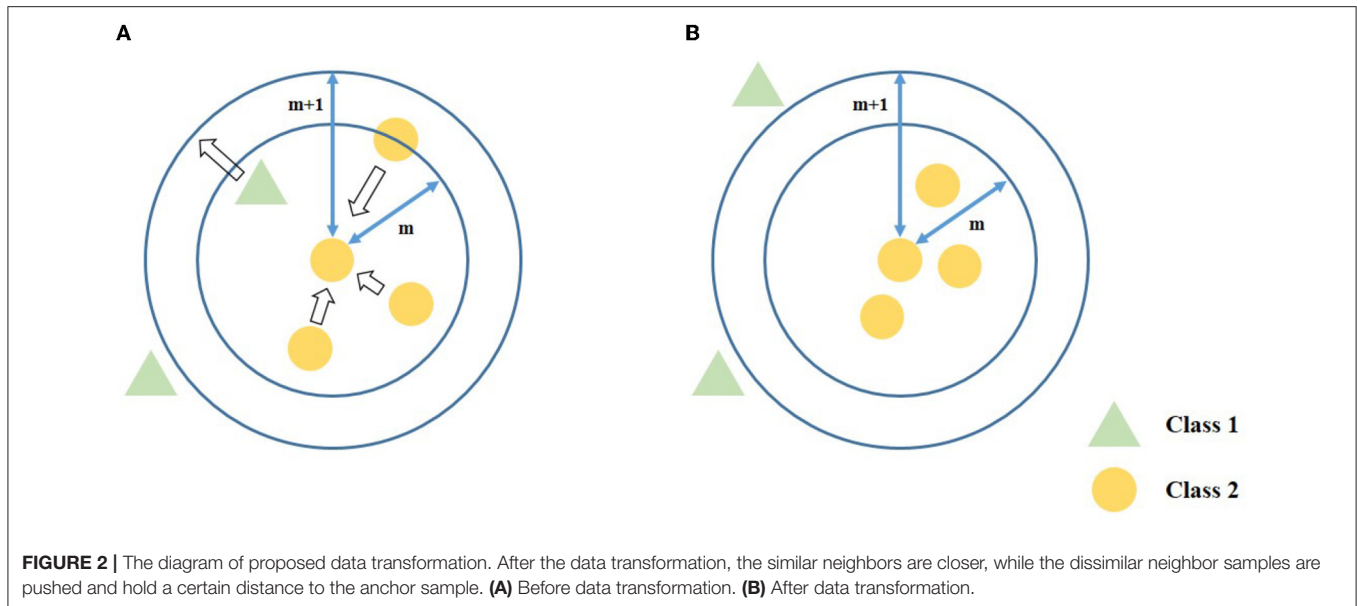 A
B
m+1
m
m+1
m
Class 1
Class 2
FIGURE 2 | The diagram of proposed data transformation. After the data transformation, the similar neighbors are closer, while the dissimilar neighbor samples are
pushed and hold a certain distance to the anchor sample. (A) Before data transformation. (B) After data transformation.